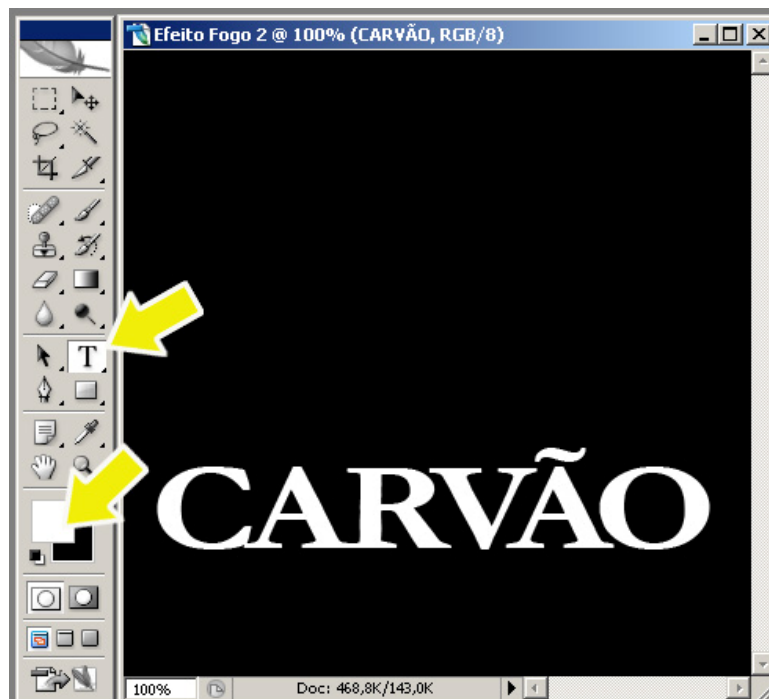 Efeito Fogo 2 @ 100% (CARVÃO, RGB/8)
T
CARVÃO
100% Doc: 468,8K/143,0K